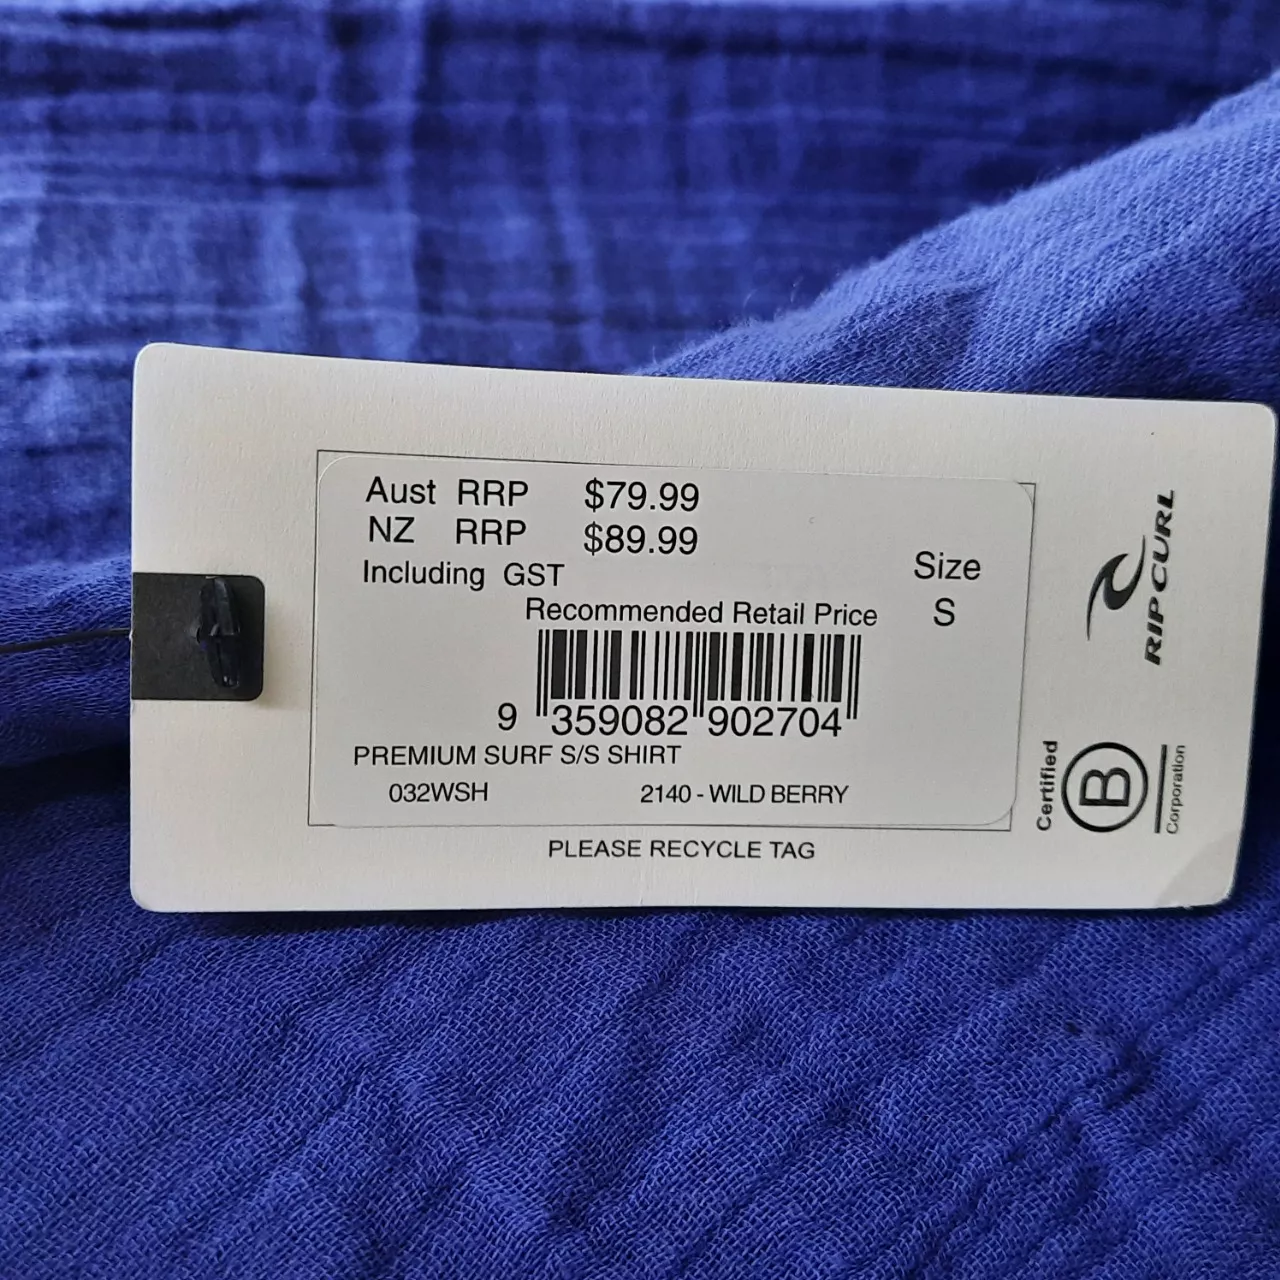 Aust RRP $79.99
NZ RRP $89.99
Including GST
Recommended Retail Price
Size
S
9 359082 902704
PREMIUM SURF S/S SHIRT
032WSH 2140 - WILD BERRY
PLEASE RECYCLE TAG
RIP CURL
Certified
B
Corporation